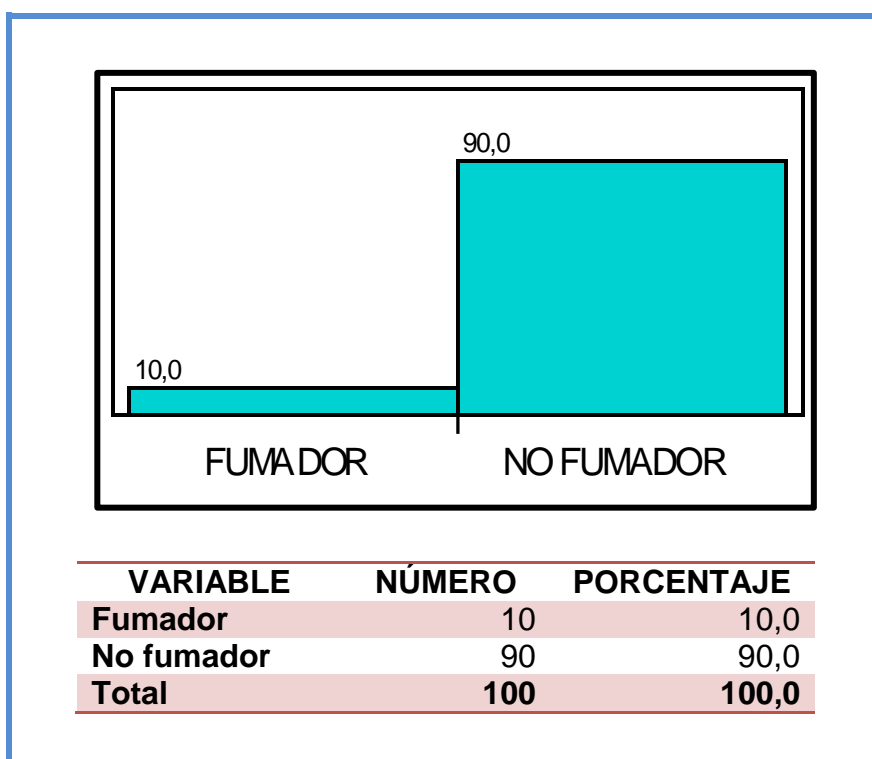 90,0
10,0
FUMADOR NO FUMADOR
VARIABLE NÚMERO PORCENTAJE
Fumador 10 10,0
No fumador 90 90,0
Total 100 100,0